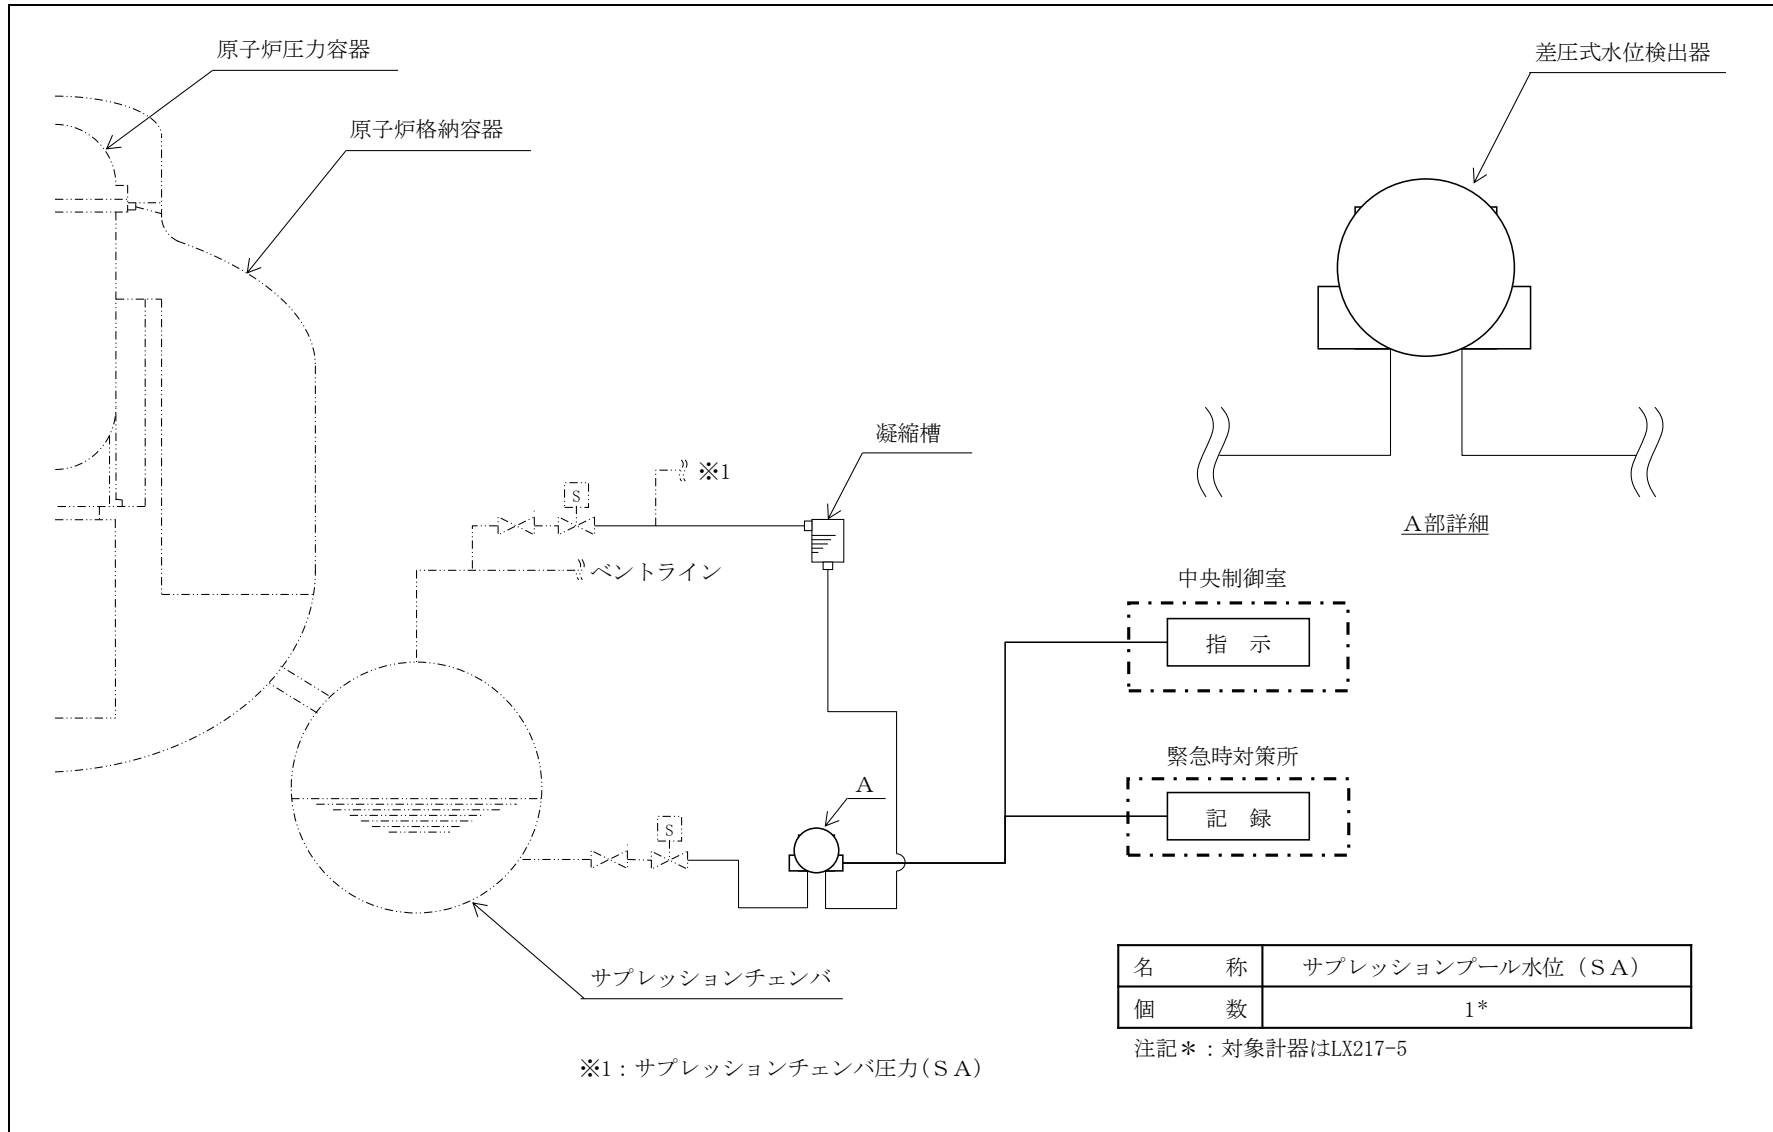 原子炉圧力容器
差圧式水位検出器
原子炉格納容器
凝縮槽
※1
S
A部詳細
ベントライン
中央制御室
指 示
緊急時対策所
A
記 録
S
サプレッションチェンバ
名 称 サプレッションプール水位(SA)
個 数 1*
注記*:対象計器はLX217-5
※1:サプレッションチェンバ圧力(SA)